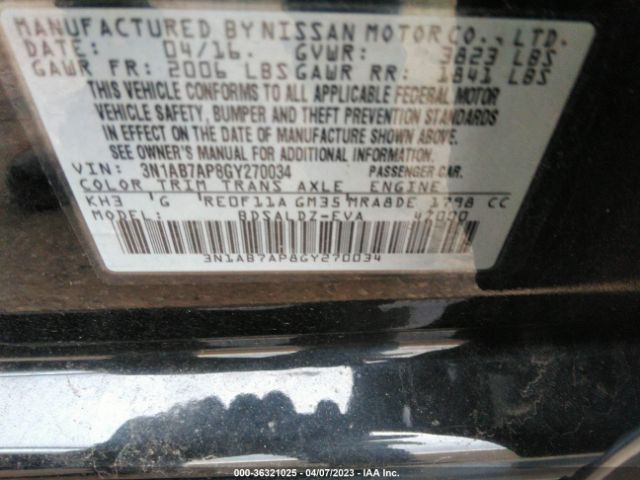 MANUFACTURED BY NISSAN MOTOR CO., LTD.
DATE: 04/16. GVWR: 3823 LBS
GAWR FR: 2006 LBS GAWR RR: 1841 LBS
THIS VEHICLE CONFORMS TO ALL APPLICABLE FEDERAL MOTOR
VEHICLE SAFETY, BUMPER AND THEFT PREVENTION STANDARDS
IN EFFECT ON THE DATE OF MANUFACTURE SHOWN ABOVE.
SEE OWNER'S MANUAL FOR ADDITIONAL INFORMATION.
VIN: 3N1AB7AP8GY270034 PASSENGER CAR.
COLOR TRIM TRANS AXLE ENGINE
KH3 G RE0F11A GM35 MRA8DE 1798 CC
MODEL: BDSALDZ-EVA 47000
3N1AB7AP8GY270034
000-36321025 - 04/07/2023 - IAA Inc.